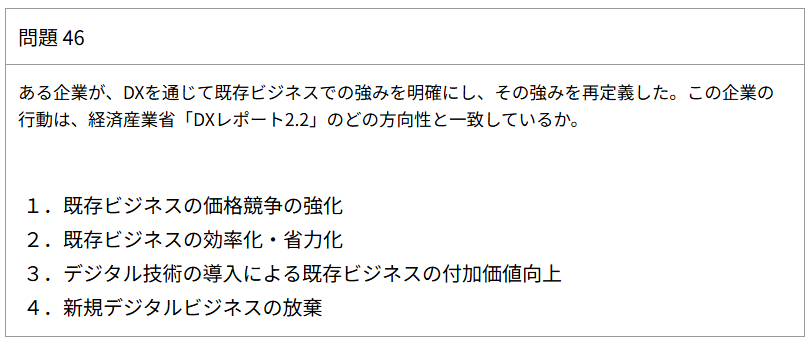 問題 46
ある企業が、DXを通じて既存ビジネスでの強みを明確にし、その強みを再定義した。この企業の
行動は、経済産業省「DXレポート2.2」のどの方向性と一致しているか。
１．既存ビジネスの価格競争の強化
２．既存ビジネスの効率化・省力化
３．デジタル技術の導入による既存ビジネスの付加価値向上
４．新規デジタルビジネスの放棄